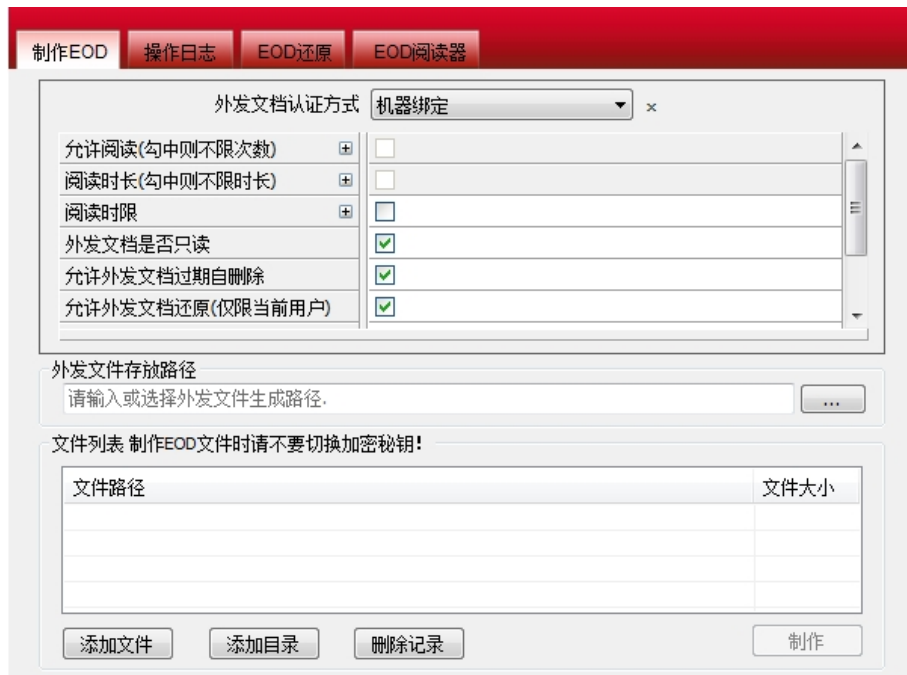 制作EOD 操作日志 EOD还原 EOD阅读器
外发文档认证方式 机器绑定 ×
允许阅读(勾中则不限次数)
阅读时长(勾中则不限时长)
阅读时限
外发文档是否只读
允许外发文档过期自删除
允许外发文档还原(仅限当前用户)
外发文件存放路径
请输入或选择外发文件生成路径. ...
文件列表 制作EOD文件时请不要切换加密秘钥!
文件路径 文件大小
添加文件 添加目录 删除记录 制作